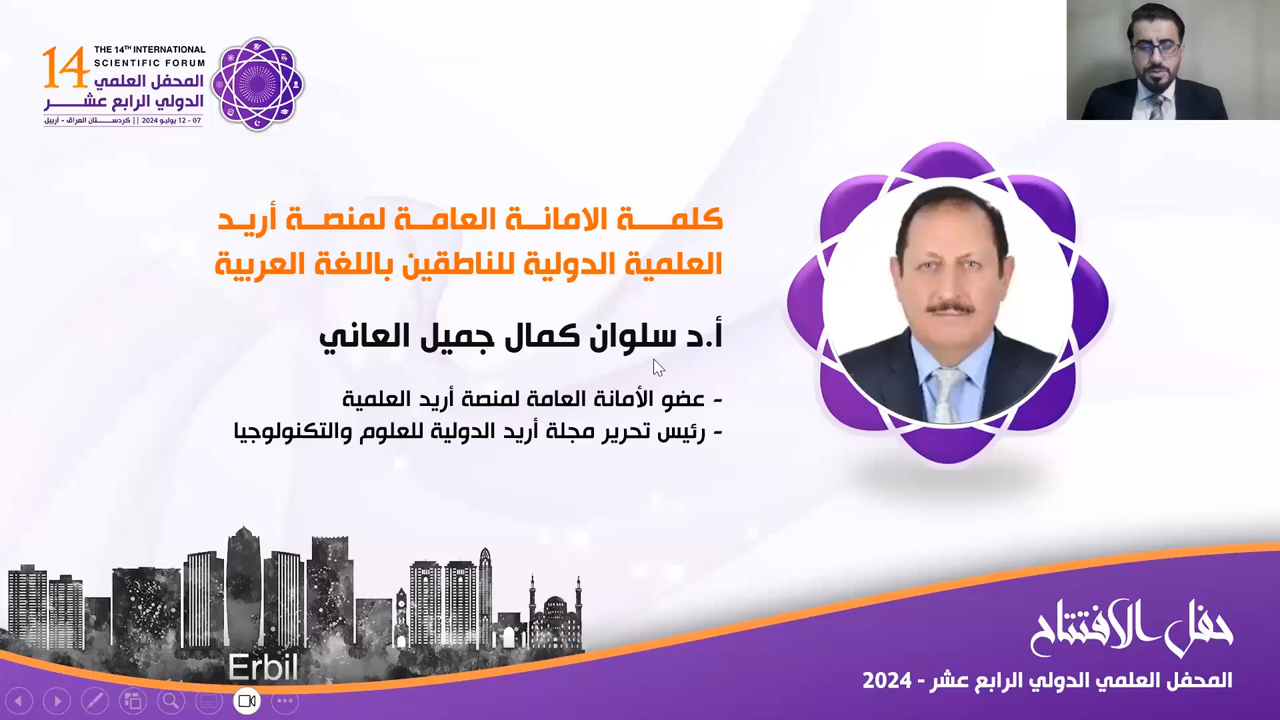 14
THE 14TH INTERNATIONAL
SCIENTIFIC FORUM
المحفل العلمي
الدولي الرابع عشر
07 - 12 يوليو 2024 || كردستان العراق - أربيل
كلمة الامانة العامة لمنصة أريد
العلمية الدولية للناطقين باللغة العربية
أ.د سلوان كمال جميل العاني
- عضو الأمانة العامة لمنصة أريد العلمية
- رئيس تحرير مجلة أريد الدولية للعلوم والتكنولوجيا
Erbil
حفل الافتتاح
المحفل العلمي الدولي الرابع عشر - 2024